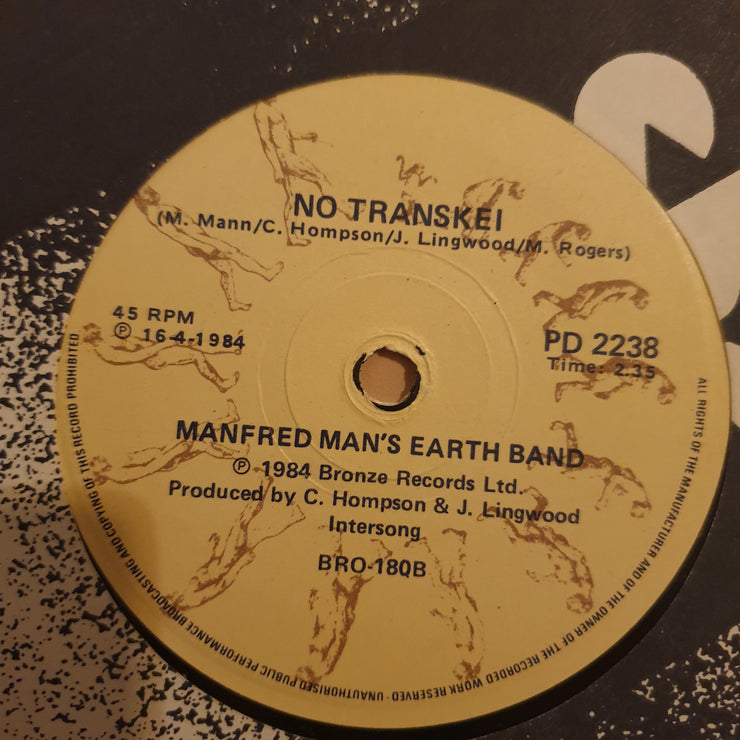 NO TRANSKEI
(M. Mann/C. Hompson/J. Lingwood/M. Rogers)
45 RPM
℗ 16-4-1984
PD 2238
Time: 2.35
MANFRED MAN'S EARTH BAND
℗ 1984 Bronze Records Ltd.
Produced by C. Hompson & J. Lingwood
Intersong
BRO-180B
ALL RIGHTS OF THE MANUFACTURER AND OF THE OWNER OF THE RECORDED WORK RESERVED · UNAUTHORISED PUBLIC PERFORMANCE BROADCASTING AND COPYING OF THIS RECORD PROHIBITED